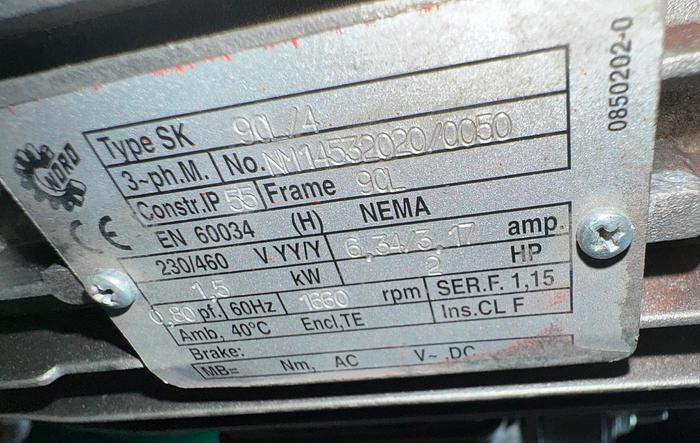 NORD
0850202-0
Type SK 90L/4
3~ph.M. No. NM14532020/0050
Constr.IP 55 Frame 90L
CE EN 60034 (H) NEMA
230/460 V YY/Y 6,34/3,17 amp.
1,5 kW 2 HP
0,80 pf. 60Hz 1660 rpm SER.F. 1,15
Amb, 40°C Encl,TE Ins.CL F
Brake:
MB= Nm, AC V~ ,DC